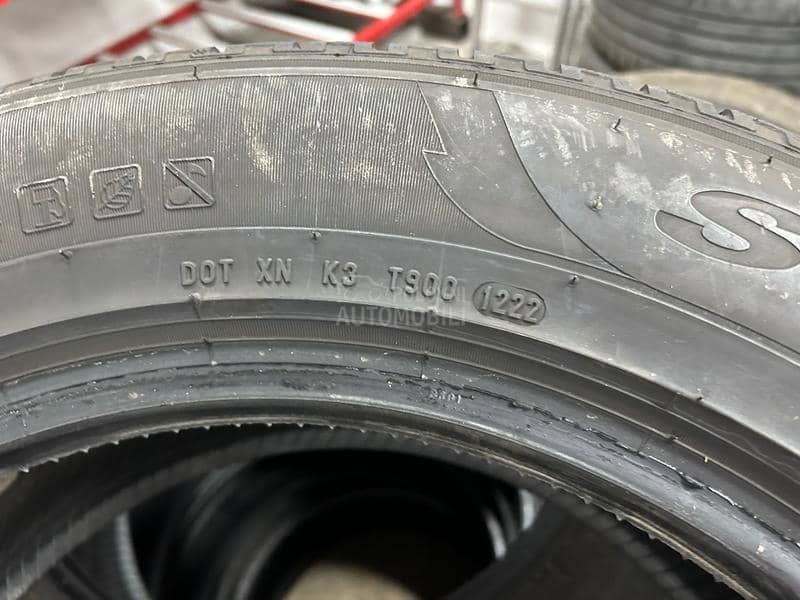 S
DOT XN K3 T900 1222
AUTOMOBILI